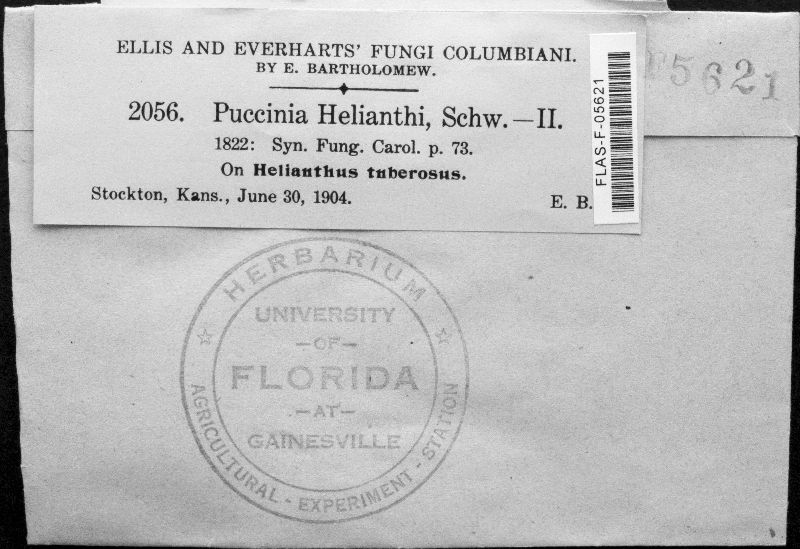 ELLIS AND EVERHARTS' FUNGI COLUMBIANI.
BY E. BARTHOLOMEW.
2056. Puccinia Helianthi, Schw.—II.
1822: Syn. Fung. Carol. p. 73.
On Helianthus tuberosus.
Stockton, Kans., June 30, 1904.
E. B.
FLAS-F-05621
F5621
HERBARIUM
UNIVERSITY
—OF—
FLORIDA
—AT—
GAINESVILLE
AGRICULTURAL - EXPERIMENT - STATION